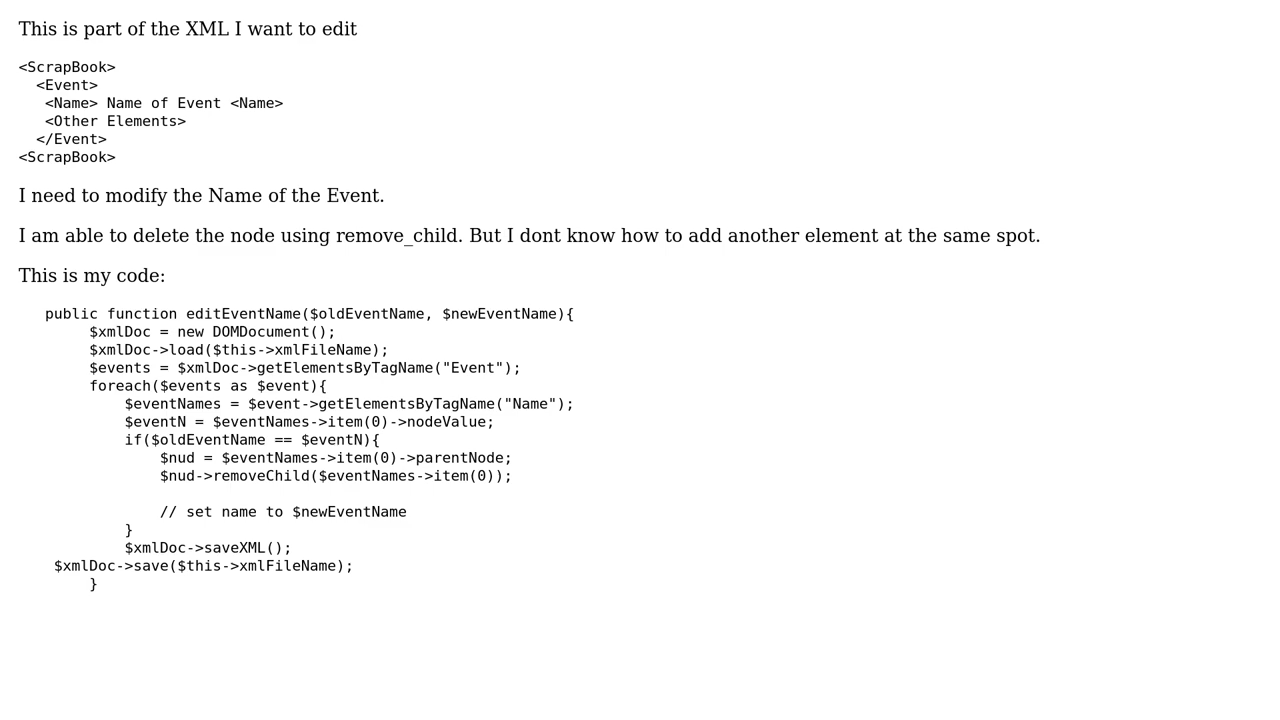 This is part of the XML I want to edit
<ScrapBook>
  <Event>
   <Name> Name of Event <Name>
   <Other Elements>
  </Event>
<ScrapBook>
I need to modify the Name of the Event.
I am able to delete the node using remove_child. But I dont know how to add another element at the same spot.
This is my code:
   public function editEventName($oldEventName, $newEventName){
        $xmlDoc = new DOMDocument();
        $xmlDoc->load($this->xmlFileName);
        $events = $xmlDoc->getElementsByTagName("Event");
        foreach($events as $event){
            $eventNames = $event->getElementsByTagName("Name");
            $eventN = $eventNames->item(0)->nodeValue;
            if($oldEventName == $eventN){
                $nud = $eventNames->item(0)->parentNode;
                $nud->removeChild($eventNames->item(0));
                // set name to $newEventName
            }
            $xmlDoc->saveXML();
    $xmlDoc->save($this->xmlFileName);
        }